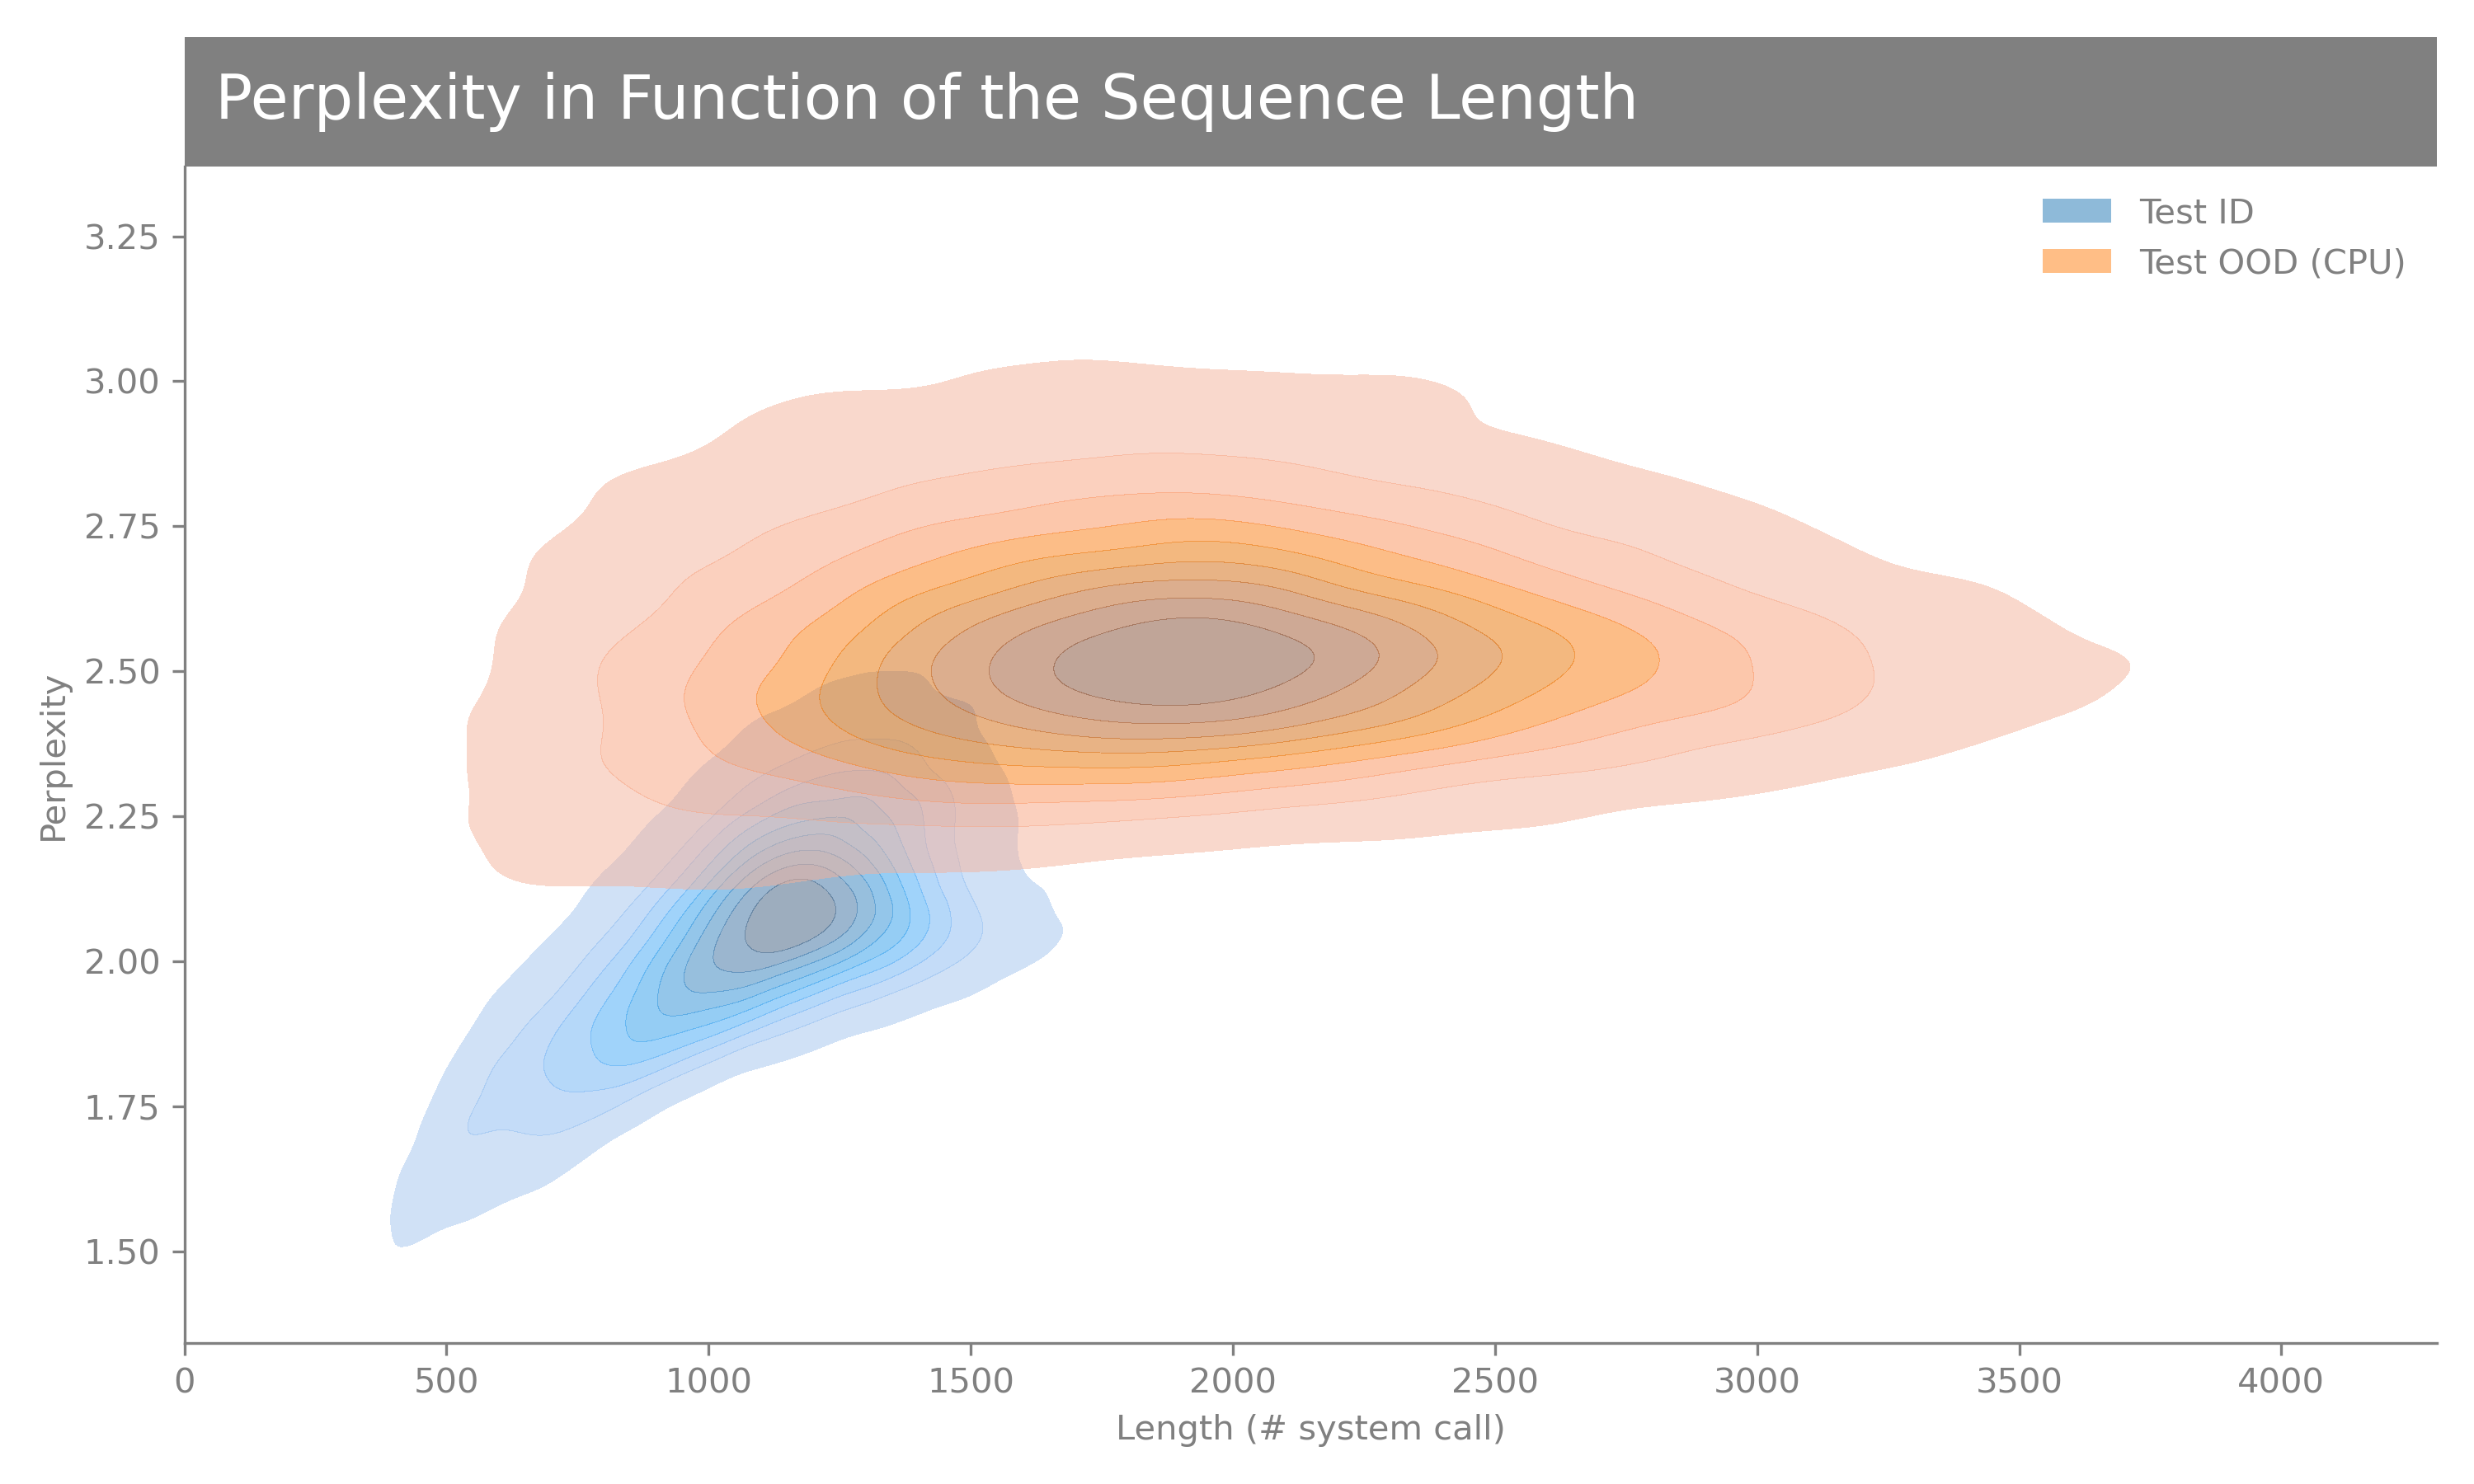 Perplexity in Function of the Sequence Length
Test ID
Test OOD (CPU)
Perplexity
3.25
3.00
2.75
2.50
2.25
2.00
1.75
1.50
0 500 1000 1500 2000 2500 3000 3500 4000
Length (# system call)